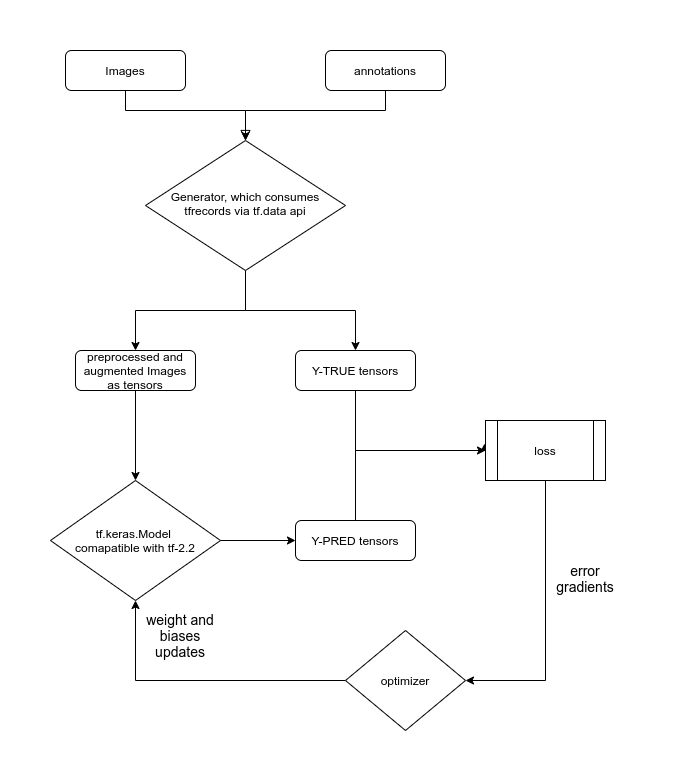 Images
annotations
Generator, which consumes
tfrecords via tf.data api
preprocessed and
augmented Images
as tensors
Y-TRUE tensors
loss
tf.keras.Model
comapatible with tf-2.2
Y-PRED tensors
error
gradients
weight and
biases
updates
optimizer